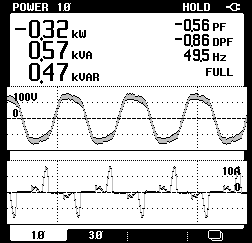 POWER 1Ø HOLD
-0,32 KW
0,57 KVA
0,47 KVAR
-0,56 PF
-0,86 DPF
49,5 Hz
FULL
100V
0
10A
0
1Ø 3Ø